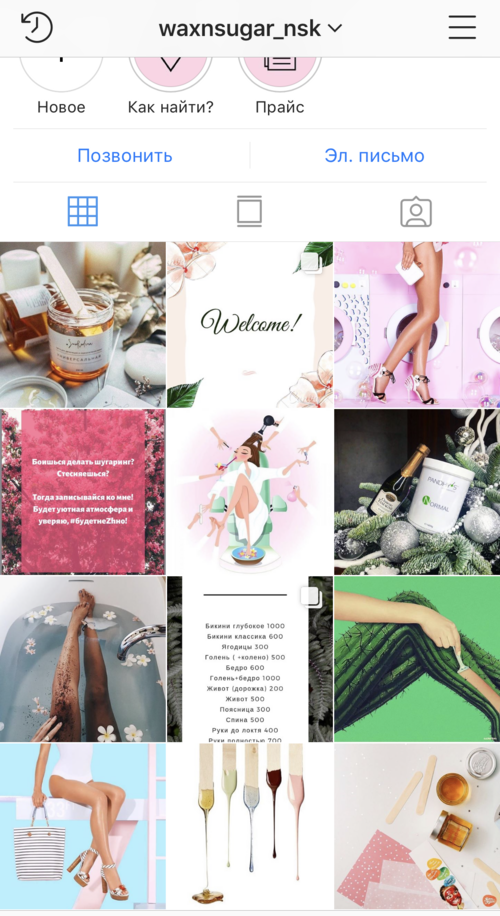 waxnsugar_nsk
Новое
Как найти?
Прайс
Позвонить
Эл. письмо
УНИВЕРСАЛЬНАЯ
Welcome!
Боишься делать шугаринг?
Стесняешься?
Тогда записывайся ко мне!
Будет уютная атмосфера и
уверяю, #будетнеZhно!
NORMAL
Бикини глубокое 1000
Бикини классика 600
Ягодицы 300
Голень ( +колено) 500
Бедро 600
Голень+бедро 1000
Живот (дорожка) 200
Живот 500
Поясница 300
Спина 500
Руки до локтя 400
Руки полностью 700